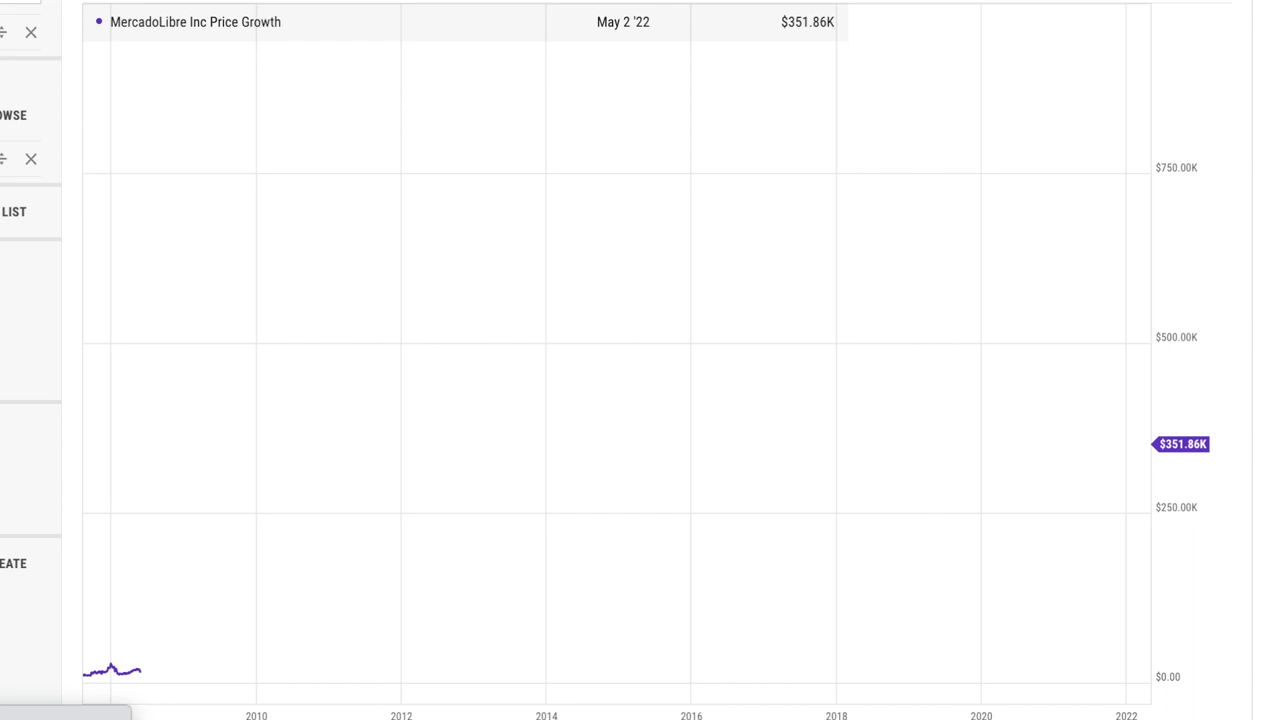 MercadoLibre Inc Price Growth May 2 '22 $351.86K
OWSE
$750.00K
LIST
$500.00K
$351.86K
$250.00K
EATE
$0.00
2010 2012 2014 2016 2018 2020 2022